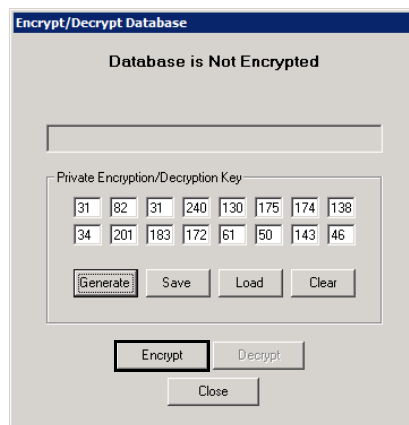 Encrypt/Decrypt Database
Database is Not Encrypted
Private Encryption/Decryption Key
31 82 31 240 130 175 174 138
34 201 183 172 61 50 143 46
Generate Save Load Clear
Encrypt Decrypt
Close